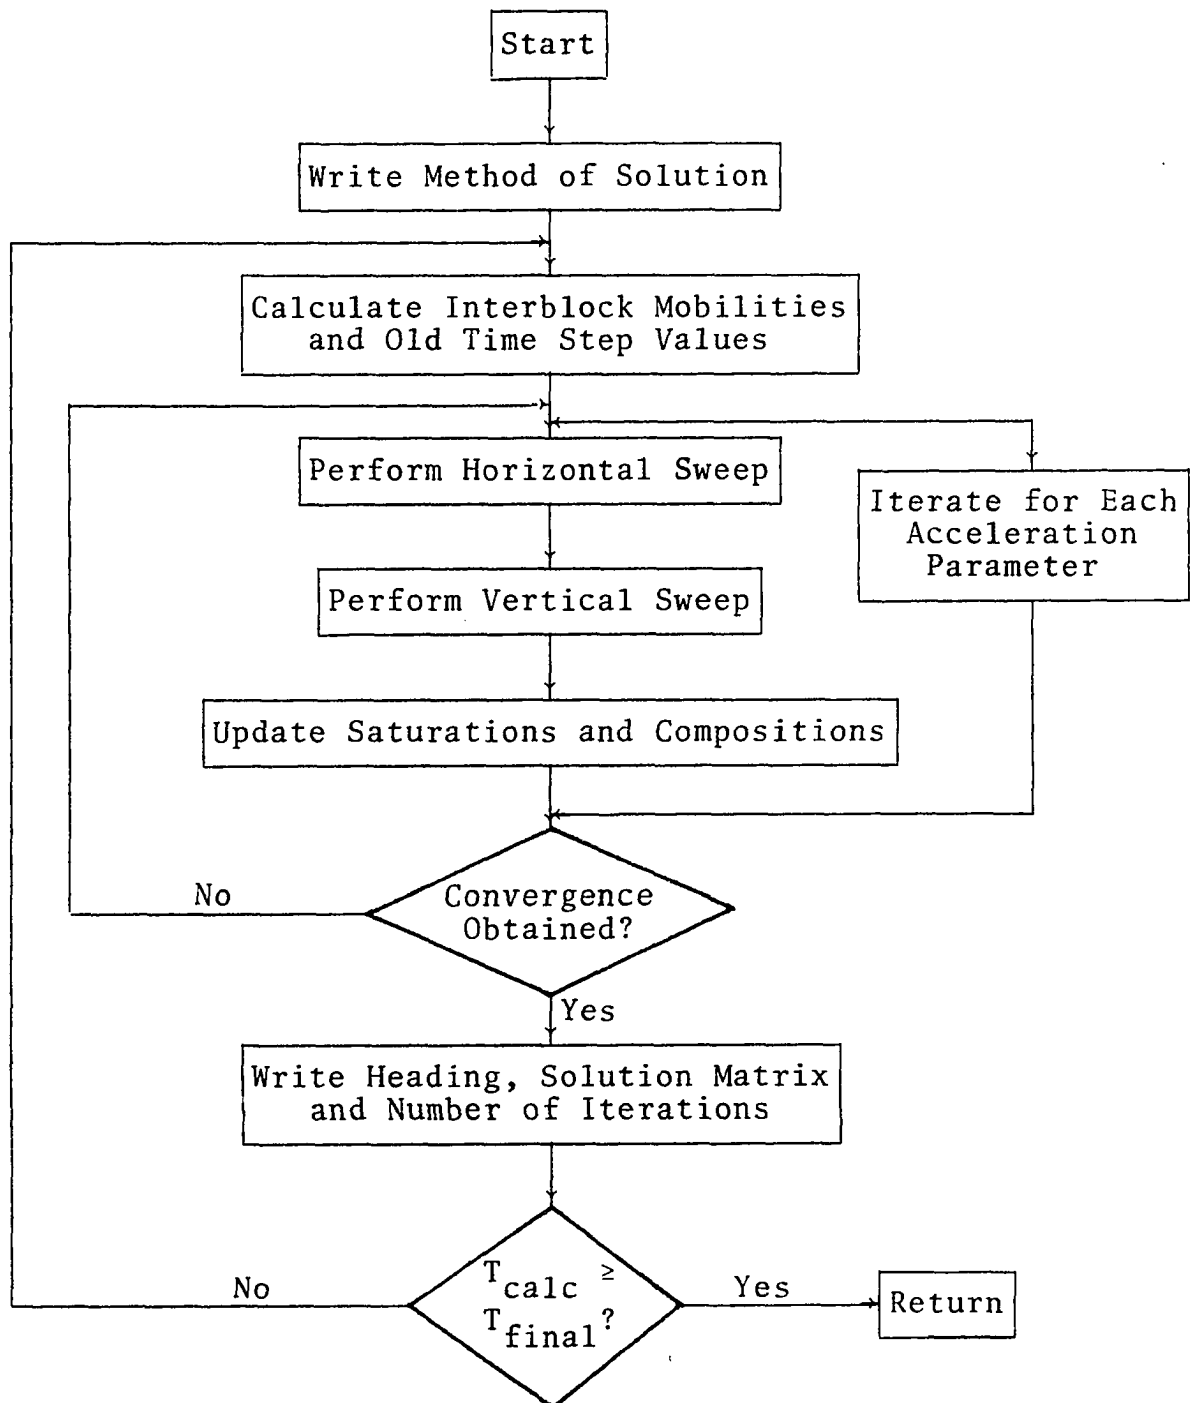 Start
Write Method of Solution
Calculate Interblock Mobilities
and Old Time Step Values
Perform Horizontal Sweep
Iterate for Each
Acceleration
Parameter
Perform Vertical Sweep
Update Saturations and Compositions
No
Convergence
Obtained?
Yes
Write Heading, Solution Matrix
and Number of Iterations
No
T calc ≥
T final?
Yes
Return